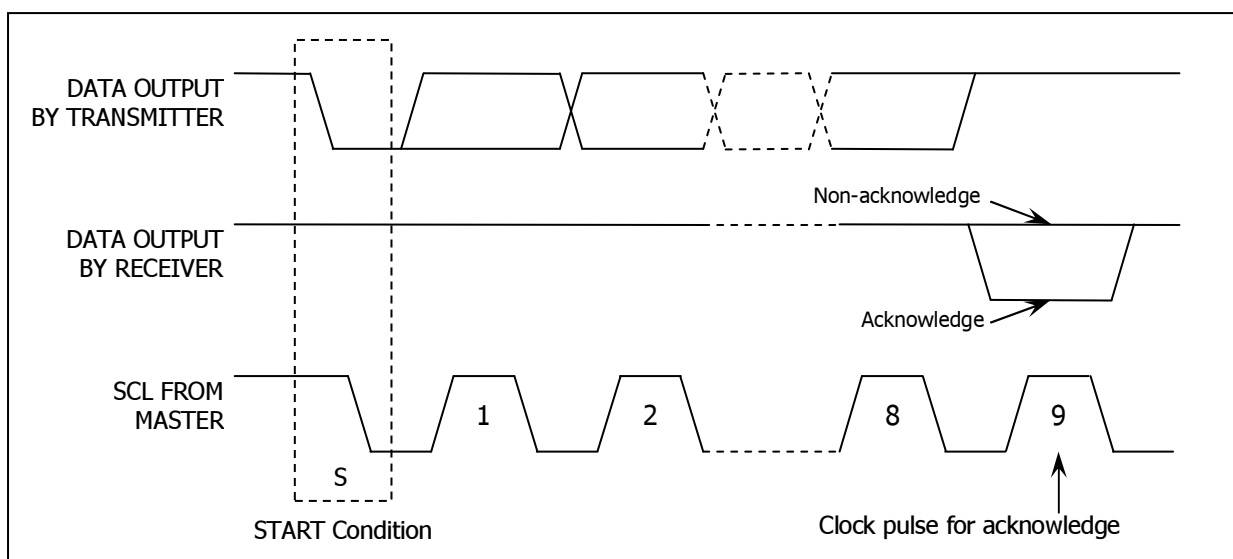 DATA OUTPUT
BY TRANSMITTER
Non-acknowledge
DATA OUTPUT
BY RECEIVER
Acknowledge
SCL FROM
MASTER
1
2
8
9
S
START Condition
Clock pulse for acknowledge